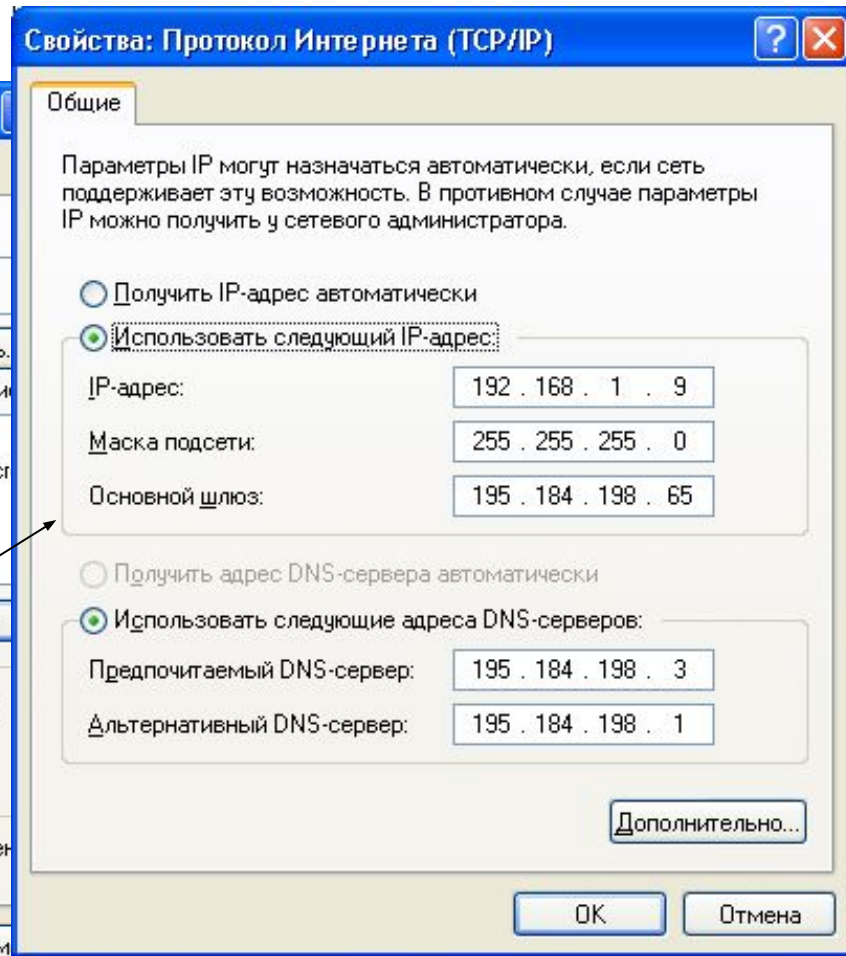 Свойства: Протокол Интернета (TCP/IP)
Общие
Параметры IP могут назначаться автоматически, если сеть
поддерживает эту возможность. В противном случае параметры
IP можно получить у сетевого администратора.
Получить IP-адрес автоматически
Использовать следующий IP-адрес:
IP-адрес: 192 . 168 . 1 . 9
Маска подсети: 255 . 255 . 255 . 0
Основной шлюз: 195 . 184 . 198 . 65
Получить адрес DNS-сервера автоматически
Использовать следующие адреса DNS-серверов:
Предпочитаемый DNS-сервер: 195 . 184 . 198 . 3
Альтернативный DNS-сервер: 195 . 184 . 198 . 1
Дополнительно...
OK Отмена